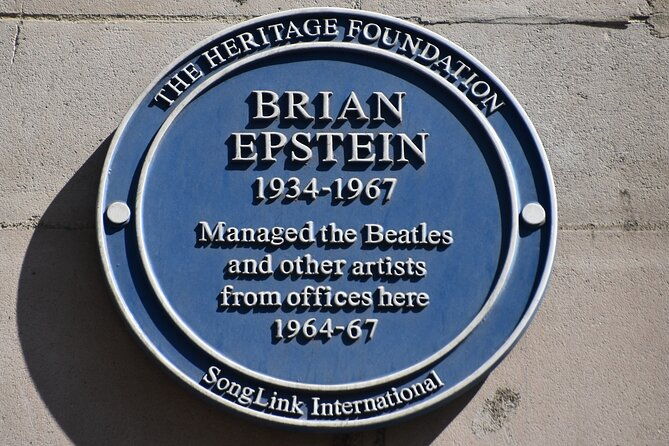 THE HERITAGE FOUNDATION
BRIAN
EPSTEIN
1934-1967
Managed the Beatles
and other artists
from offices here
1964-67
SongLink International